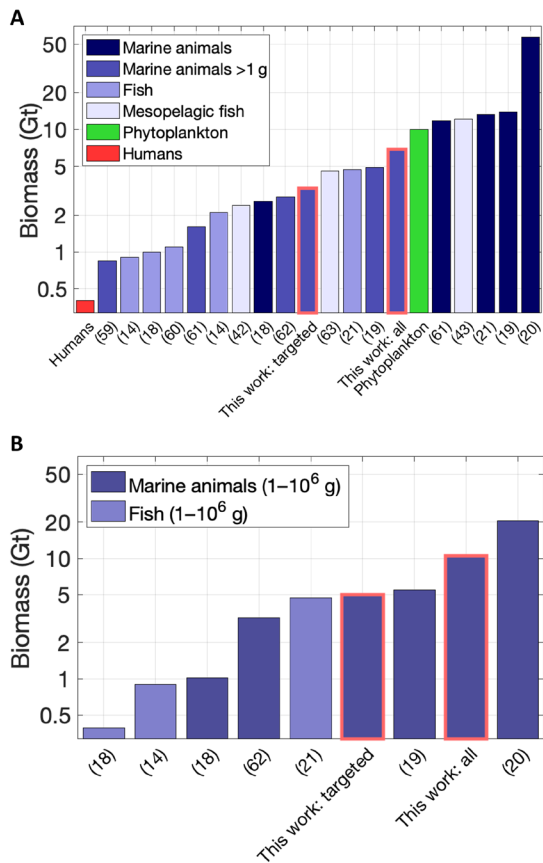 A
Biomass (Gt)
50
20
10
5
2
1
0.5
Marine animals
Marine animals >1 g
Fish
Mesopelagic fish
Phytoplankton
Humans
Humans
(59)
(14)
(18)
(60)
(61)
(14)
(42)
(18)
(62)
This work: targeted
(63)
(21)
(19)
This work: all
Phytoplankton
(61)
(43)
(21)
(19)
(20)
B
Biomass (Gt)
50
20
10
5
2
1
0.5
Marine animals (1–10⁶ g)
Fish (1–10⁶ g)
(18)
(14)
(18)
(62)
(21)
This work: targeted
(19)
This work: all
(20)